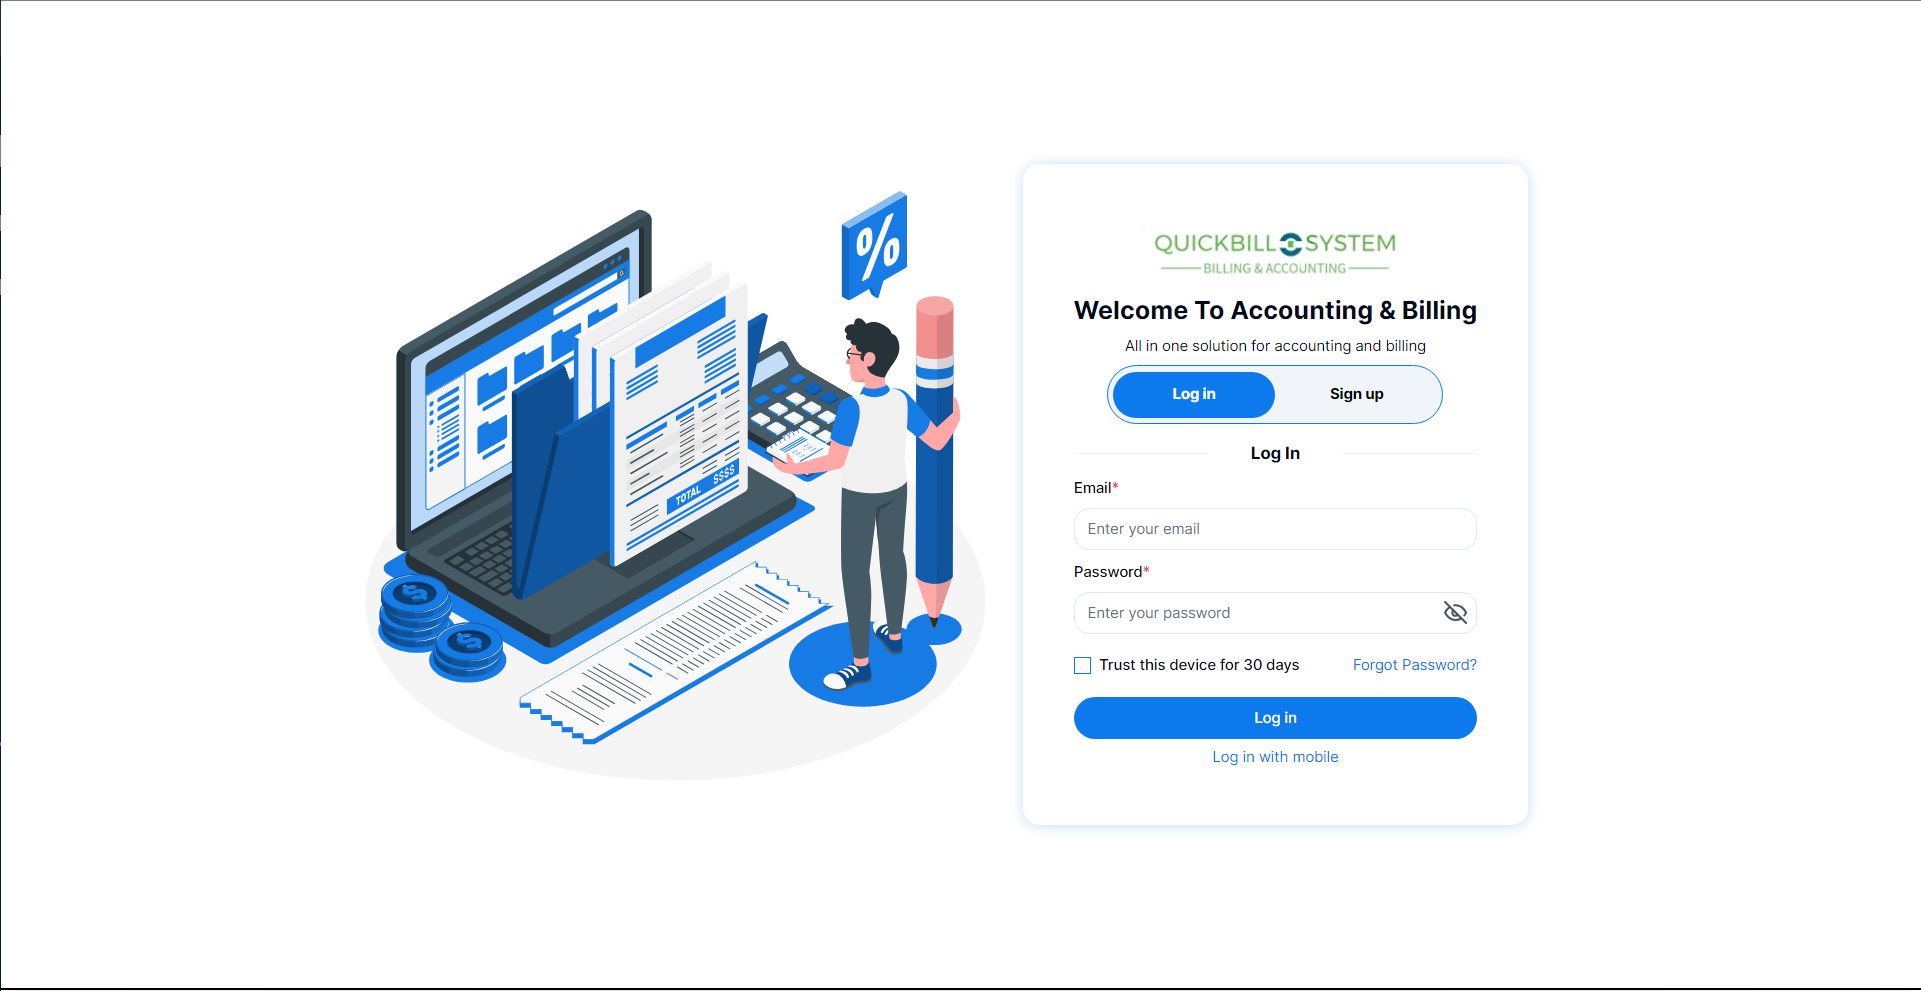 %
TOTAL $$$$
QUICKBILL SYSTEM
BILLING & ACCOUNTING
Welcome To Accounting & Billing
All in one solution for accounting and billing
Log in Sign up
Log In
Email*
Enter your email
Password*
Enter your password
Trust this device for 30 days Forgot Password?
Log in
Log in with mobile